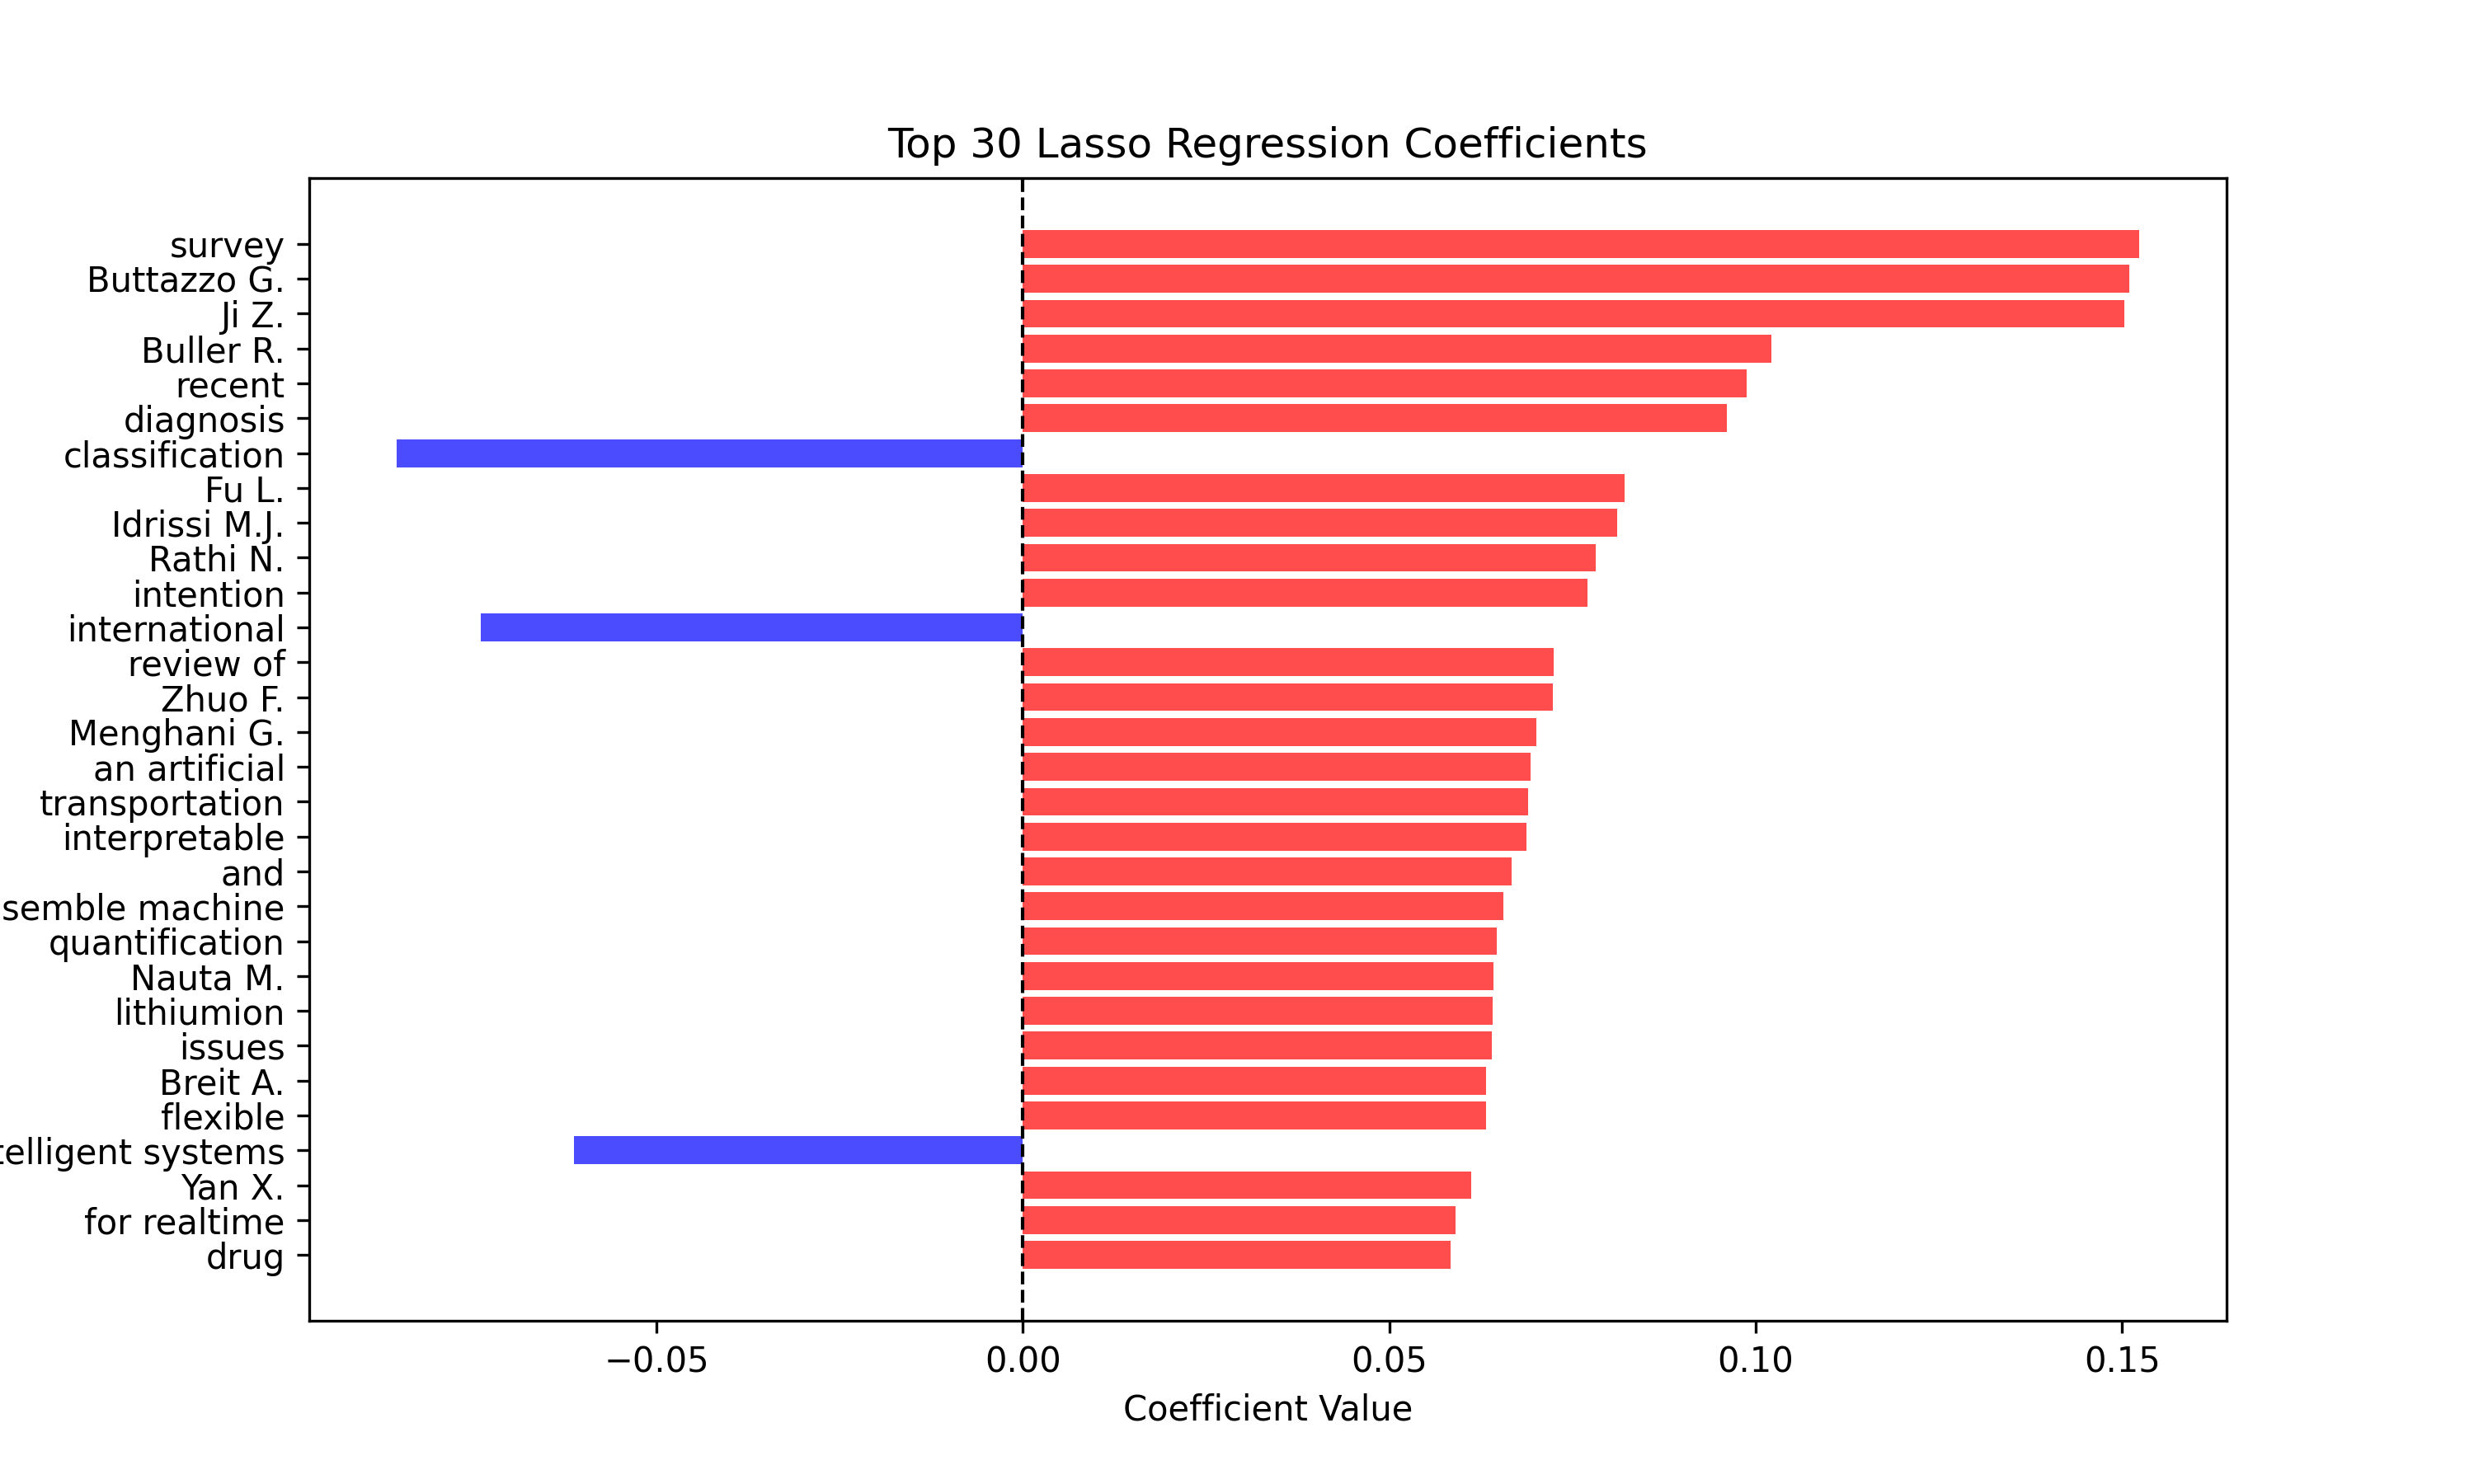 Top 30 Lasso Regression Coefficients
survey
Buttazzo G.
Ji Z.
Buller R.
recent
diagnosis
classification
Fu L.
Idrissi M.J.
Rathi N.
intention
international
review of
Zhuo F.
Menghani G.
an artificial
transportation
interpretable
and
semble machine
quantification
Nauta M.
lithiumion
issues
Breit A.
flexible
telligent systems
Yan X.
for realtime
drug
−0.05 0.00 0.05 0.10 0.15
Coefficient Value